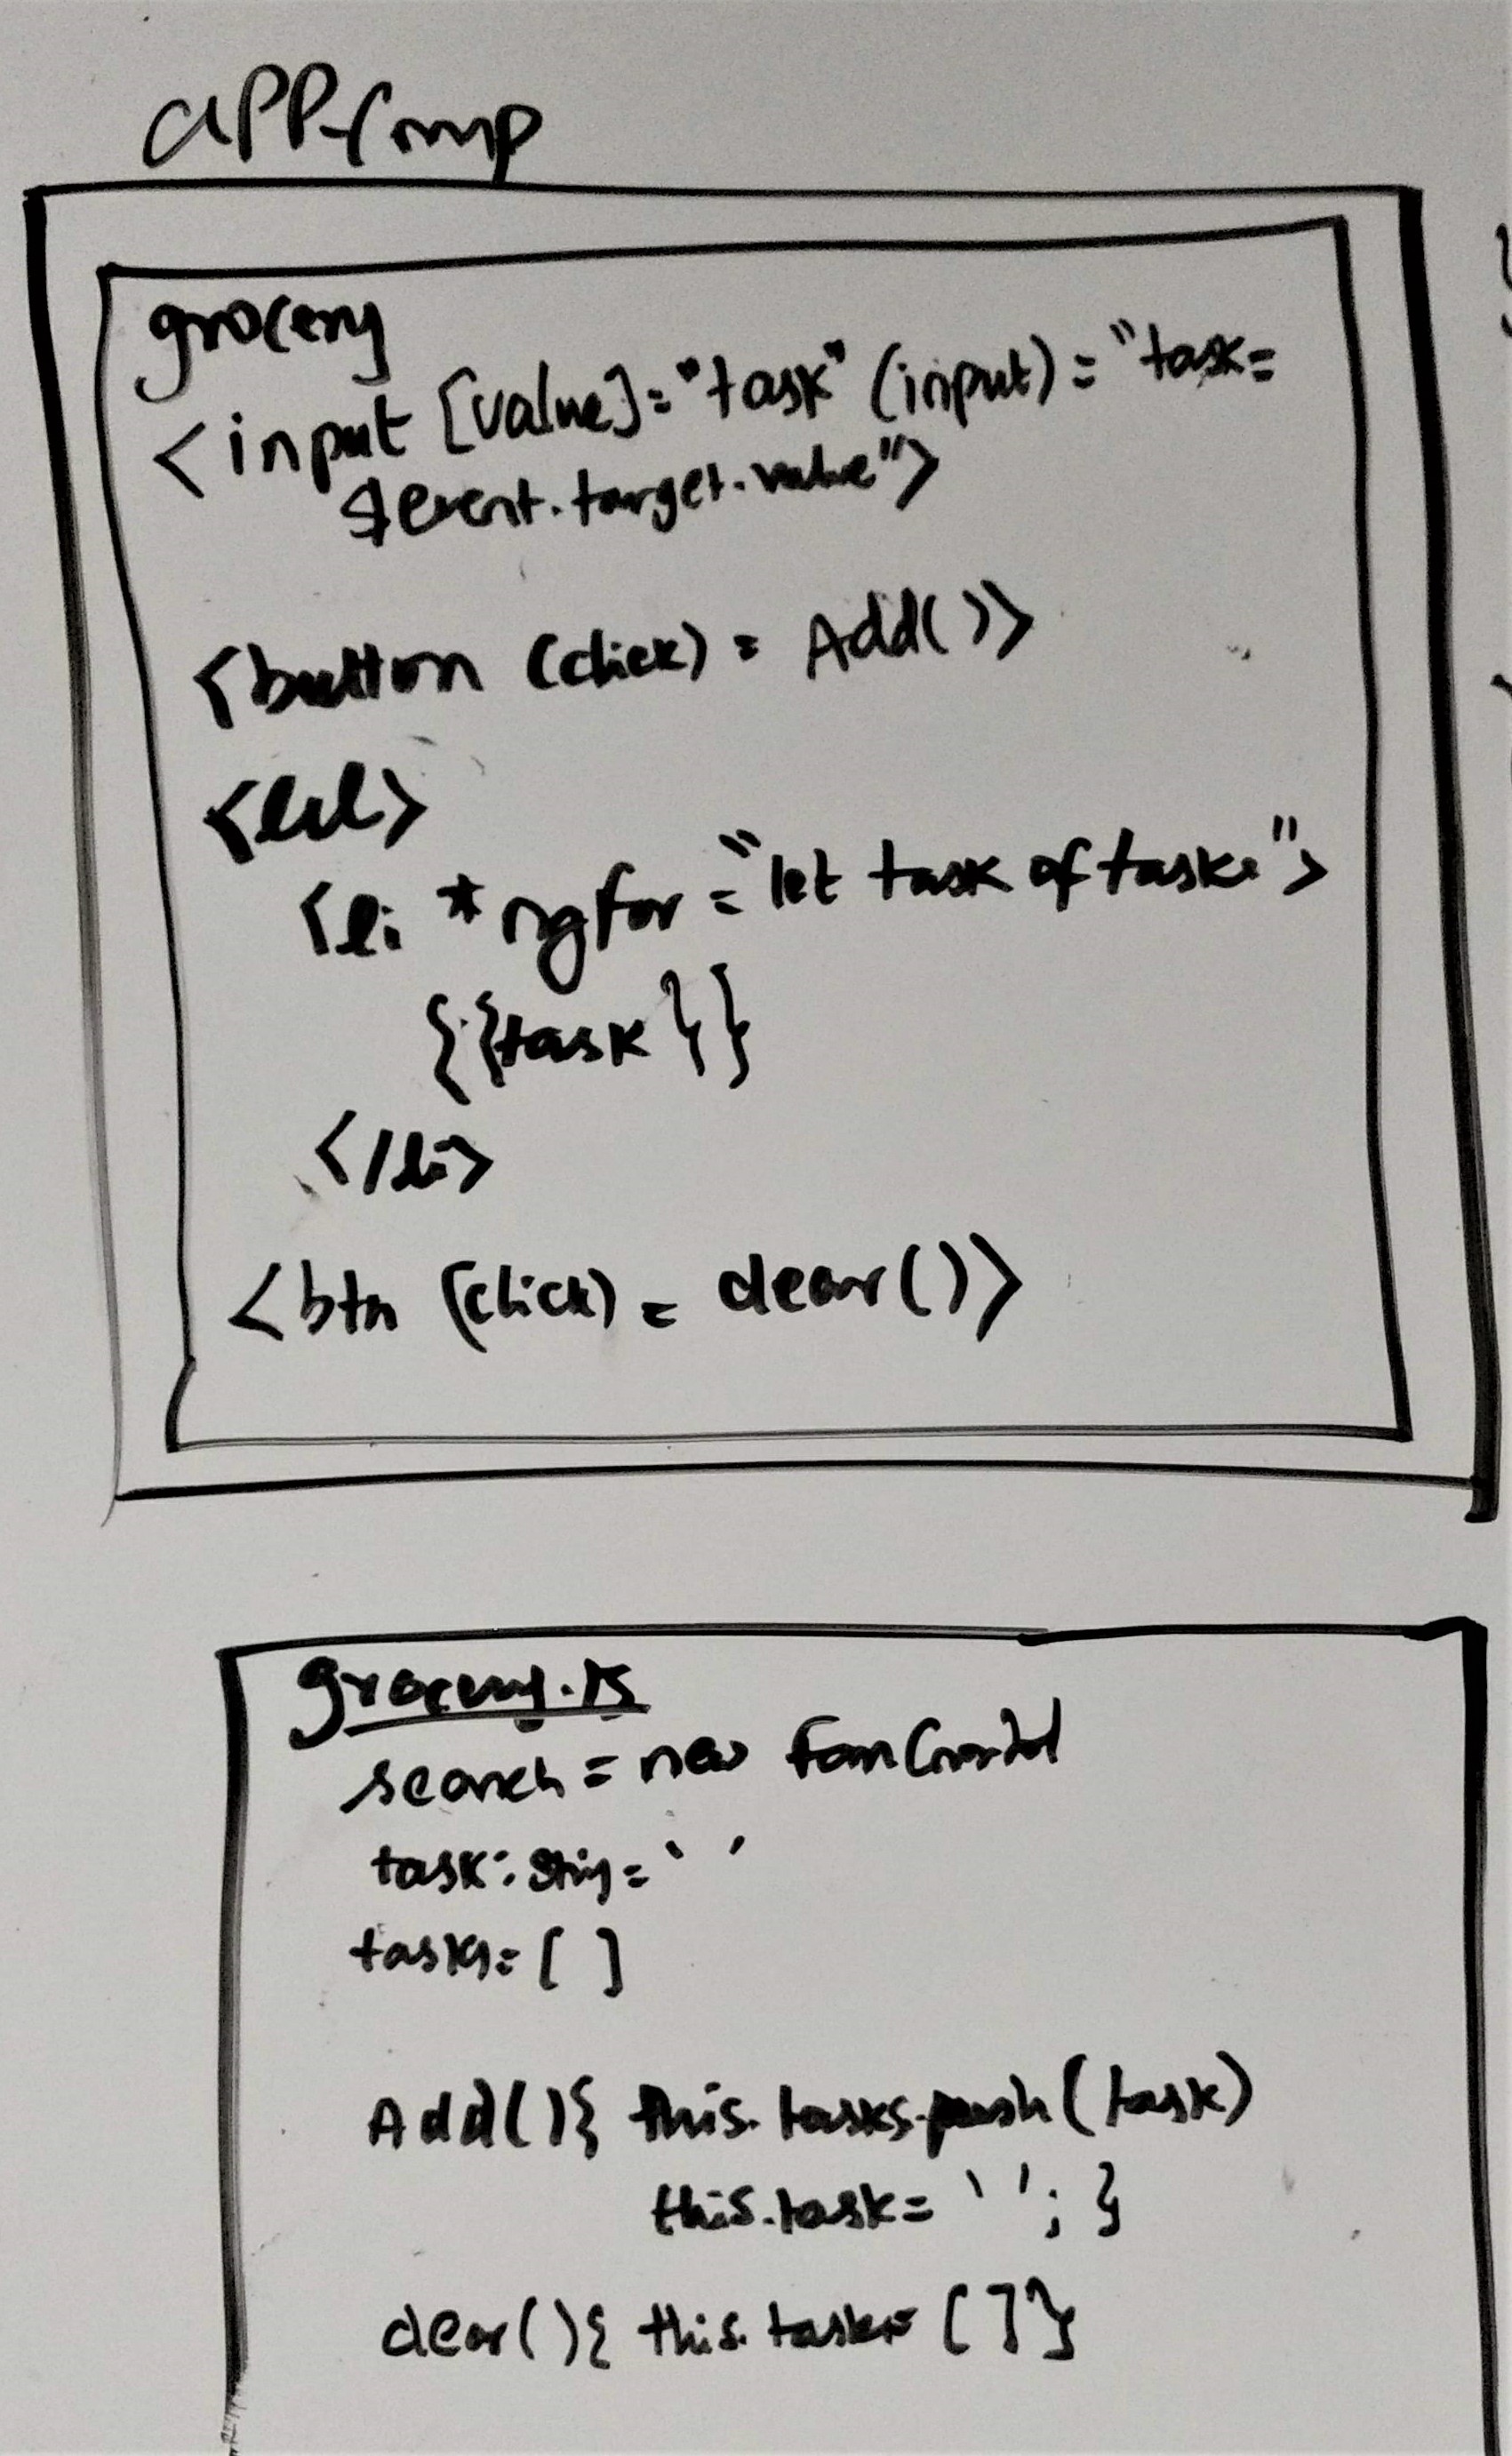 app-comp
grocery
<input [value]="task" (input)="task=
$event.target.value">
<button (click) = Add()>
<ul>
<li *ngfor="let task of tasks">
{{task}}
</li>
<btn (click) = clear()>
grocery.ts
search = new FormControl
task: string = ' '
tasks = [ ]
Add(){ this.tasks.push(task)
this.task= ' '; }
clear(){ this.tasks= [ ]}